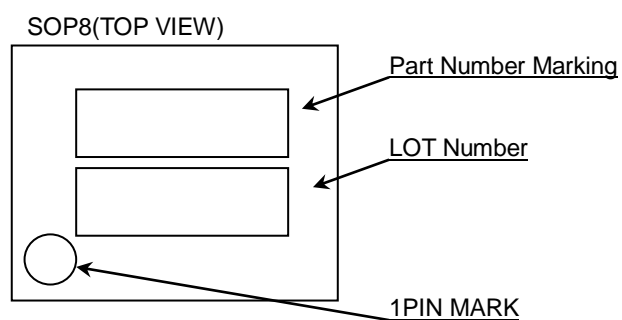 SOP8(TOP VIEW)
Part Number Marking
LOT Number
1PIN MARK